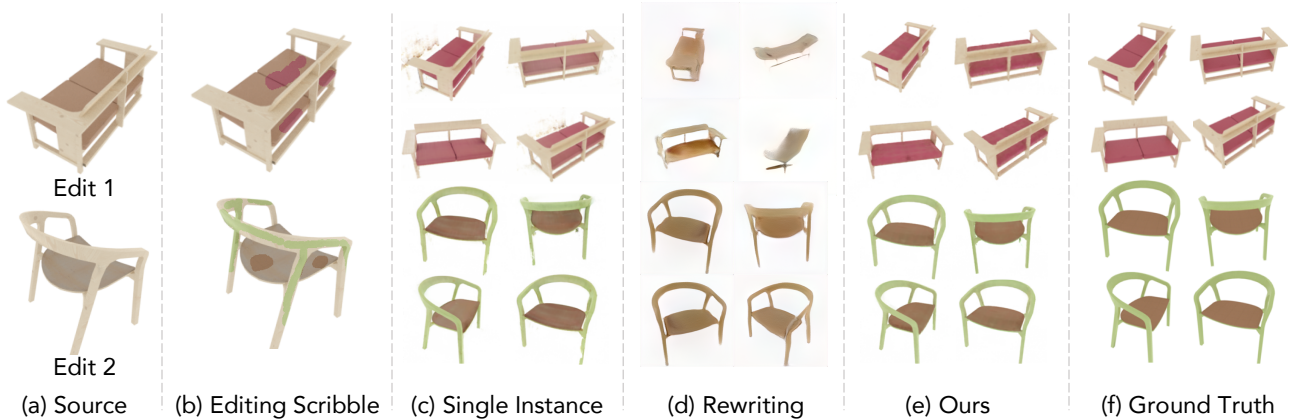 Edit 1
Edit 2
(a) Source
(b) Editing Scribble
(c) Single Instance
(d) Rewriting
(e) Ours
(f) Ground Truth